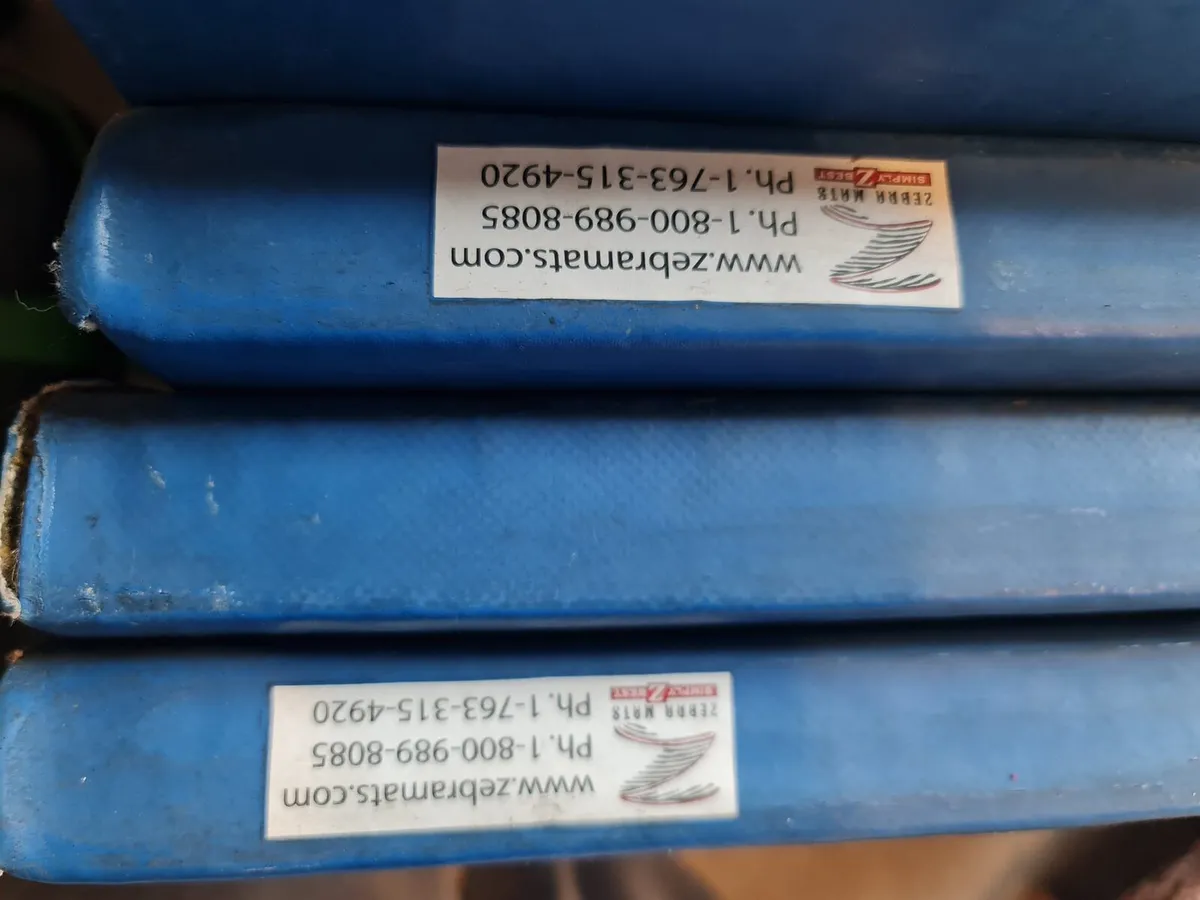 www.zebramats.com
Ph. 1-800-989-8085
Ph. 1-763-315-4920
ZEBRA MATS
SIMPLY Z BEST
www.zebramats.com
Ph. 1-800-989-8085
Ph. 1-763-315-4920
ZEBRA MATS
SIMPLY Z BEST